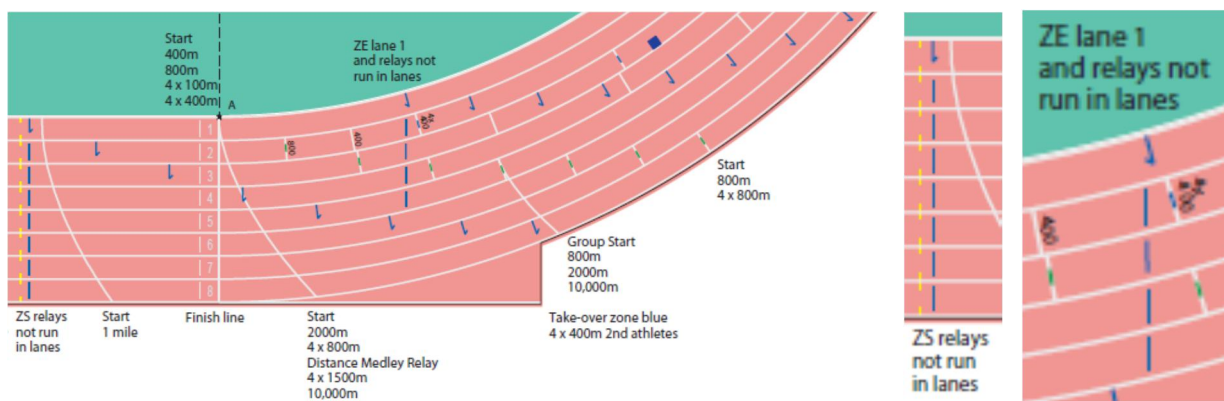 Start
400m
800m
4 x 100m
4 x 400m
A
ZE lane 1
and relays not
run in lanes
1
2
3
4
5
6
7
8
800
400
4x
400
Start
800m
4 x 800m
Group Start
800m
2000m
10,000m
ZS relays
not run
in lanes
Start
1 mile
Finish line
Start
2000m
4 x 800m
Distance Medley Relay
4 x 1500m
10,000m
Take-over zone blue
4 x 400m 2nd athletes
ZS relays
not run
in lanes
ZE lane 1
and relays not
run in lanes
400
4x
400